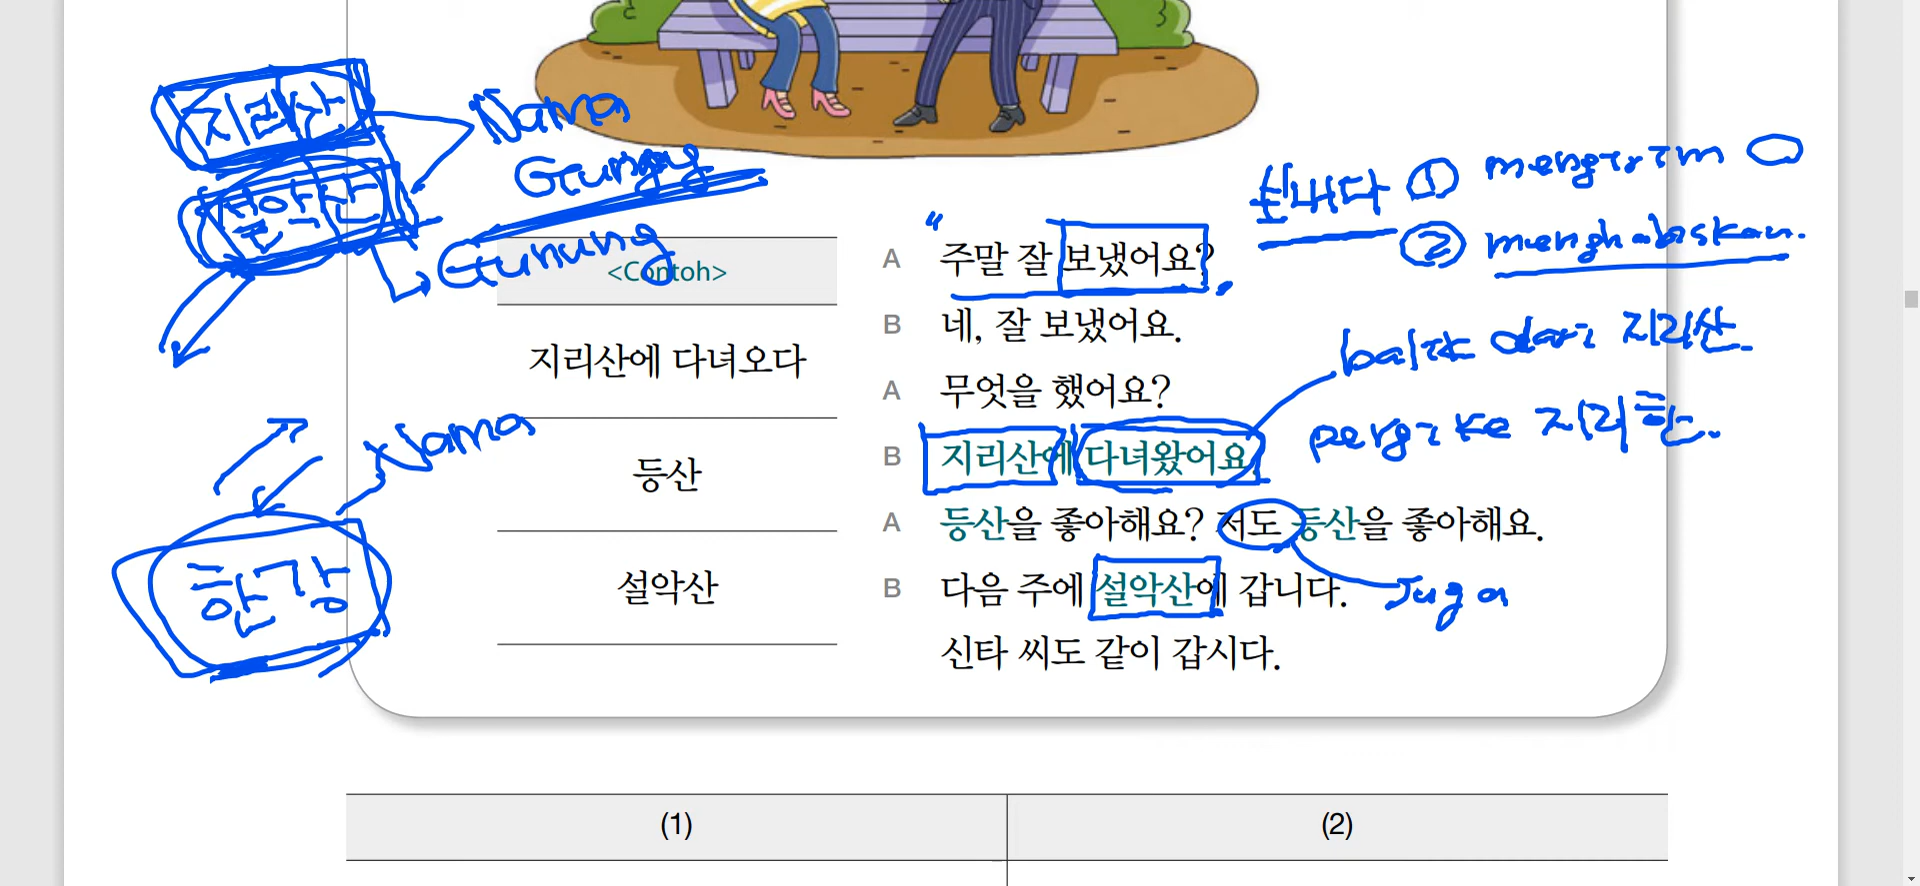 지리산
Nama
Gunung
설악산
Gunung
보내다 ① mengirim
② menghabiskan.
<Contoh>
지리산에 다녀오다
등산
설악산
A 주말 잘 보냈어요?
B 네, 잘 보냈어요.
A 무엇을 했어요?
B 지리산에 다녀왔어요.
A 등산을 좋아해요? 저도 등산을 좋아해요.
B 다음 주에 설악산에 갑니다.
신타 씨도 같이 갑시다.
balik dari 지리산.
pergi ke
Juga
Nama
한강
(1) (2)